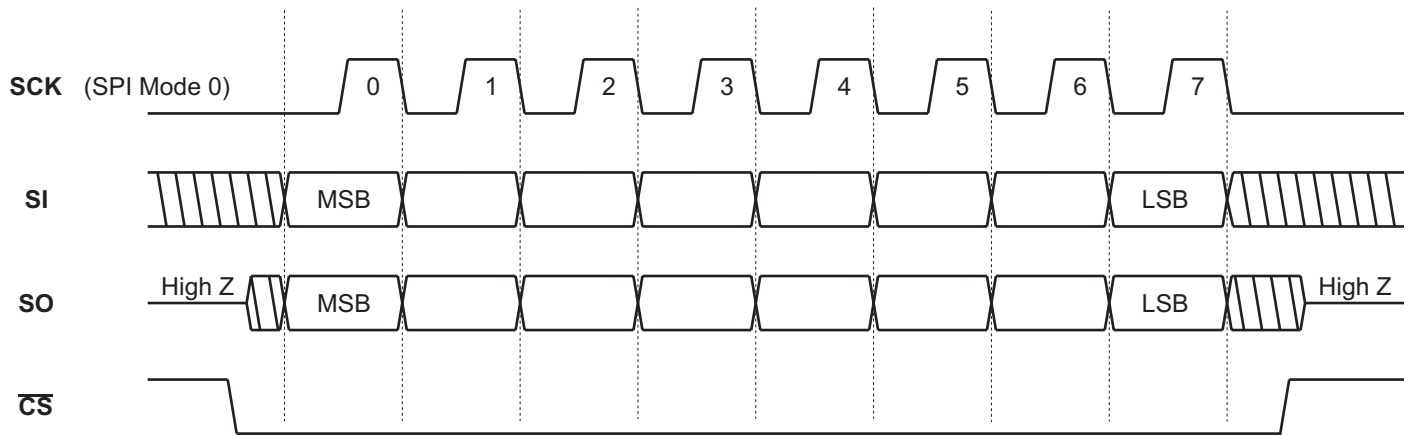 SCK (SPI Mode 0) 0 1 2 3 4 5 6 7
SI MSB LSB
SO High Z MSB LSB High Z
CS